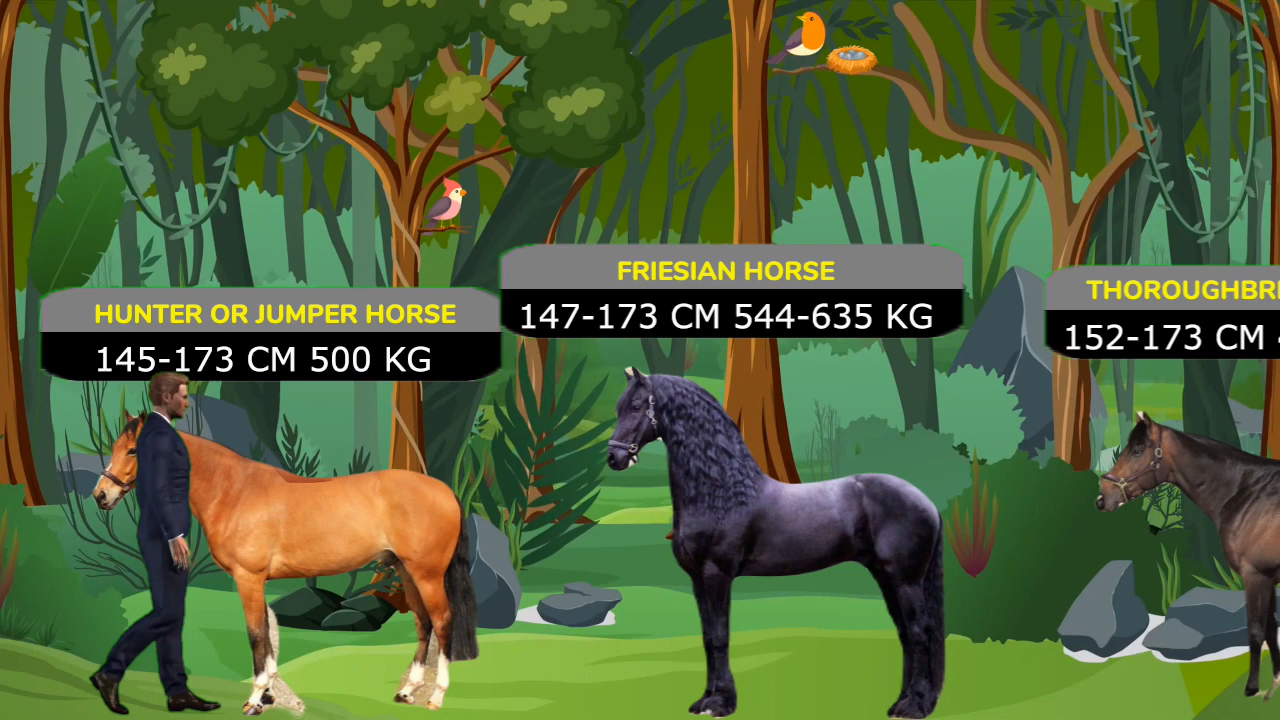 HUNTER OR JUMPER HORSE
145-173 CM 500 KG
FRIESIAN HORSE
147-173 CM 544-635 KG
THOROUGHBR
152-173 CM